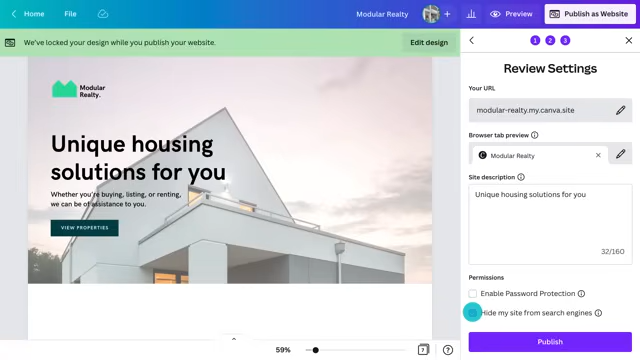 Home
File
Modular Realty
Preview
Publish as Website
We've locked your design while you publish your website.
Edit design
Modular
Realty.
Unique housing
solutions for you
Whether you're buying, listing, or renting,
we can be of assistance to you.
VIEW PROPERTIES
59%
7
?
1 2 3
Review Settings
Your URL
modular-realty.my.canva.site
Browser tab preview
C Modular Realty
Site description
Unique housing solutions for you
32/160
Permissions
Enable Password Protection
Hide my site from search engines
Publish